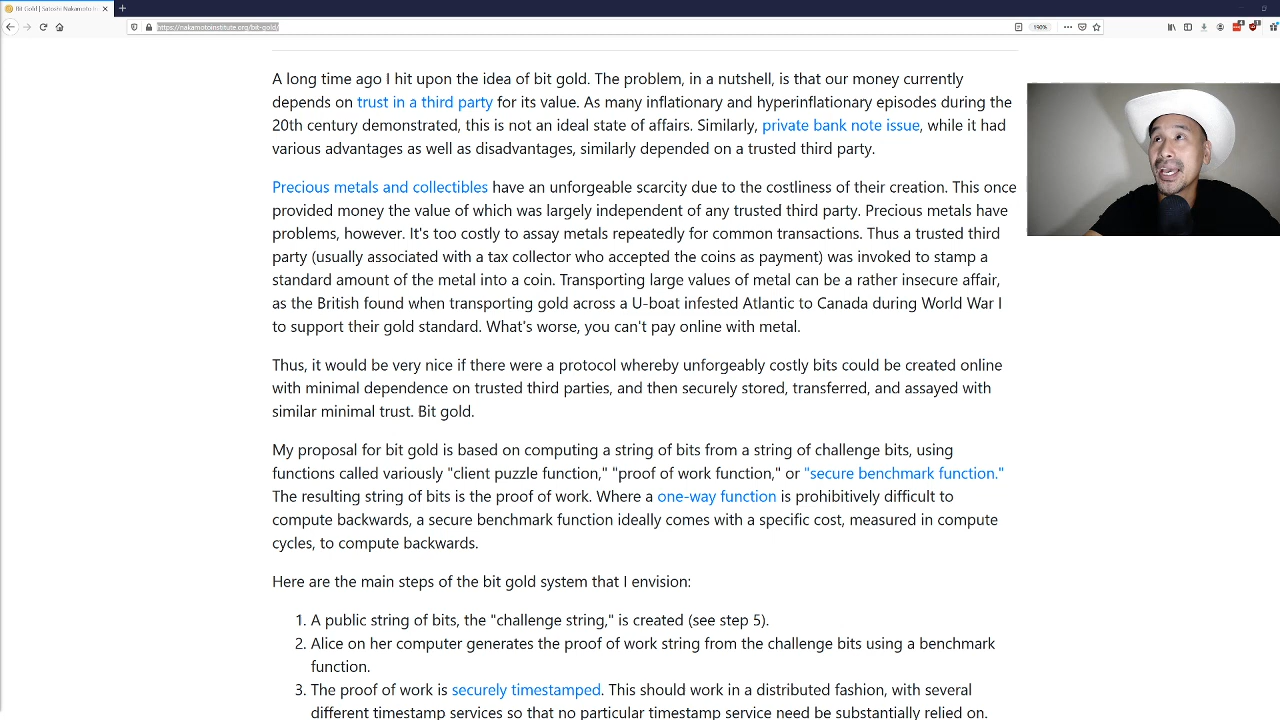 Bit Gold | Satoshi Nakamoto In
https://nakamotoinstitute.org/bit-gold/
190%
A long time ago I hit upon the idea of bit gold. The problem, in a nutshell, is that our money currently
depends on trust in a third party for its value. As many inflationary and hyperinflationary episodes during the
20th century demonstrated, this is not an ideal state of affairs. Similarly, private bank note issue, while it had
various advantages as well as disadvantages, similarly depended on a trusted third party.
Precious metals and collectibles have an unforgeable scarcity due to the costliness of their creation. This once
provided money the value of which was largely independent of any trusted third party. Precious metals have
problems, however. It's too costly to assay metals repeatedly for common transactions. Thus a trusted third
party (usually associated with a tax collector who accepted the coins as payment) was invoked to stamp a
standard amount of the metal into a coin. Transporting large values of metal can be a rather insecure affair,
as the British found when transporting gold across a U-boat infested Atlantic to Canada during World War I
to support their gold standard. What's worse, you can't pay online with metal.
Thus, it would be very nice if there were a protocol whereby unforgeably costly bits could be created online
with minimal dependence on trusted third parties, and then securely stored, transferred, and assayed with
similar minimal trust. Bit gold.
My proposal for bit gold is based on computing a string of bits from a string of challenge bits, using
functions called variously "client puzzle function," "proof of work function," or "secure benchmark function."
The resulting string of bits is the proof of work. Where a one-way function is prohibitively difficult to
compute backwards, a secure benchmark function ideally comes with a specific cost, measured in compute
cycles, to compute backwards.
Here are the main steps of the bit gold system that I envision:
1. A public string of bits, the "challenge string," is created (see step 5).
2. Alice on her computer generates the proof of work string from the challenge bits using a benchmark
function.
3. The proof of work is securely timestamped. This should work in a distributed fashion, with several
different timestamp services so that no particular timestamp service need be substantially relied on.